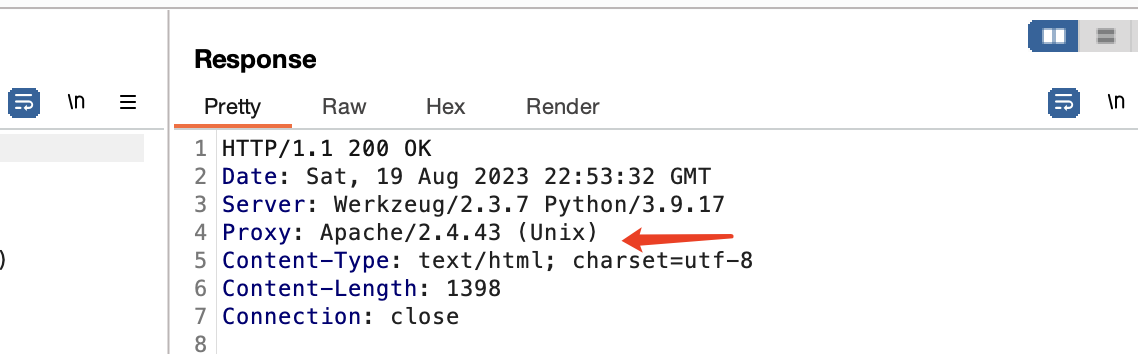 Response
\n
Pretty Raw Hex Render
\n
1 HTTP/1.1 200 OK
2 Date: Sat, 19 Aug 2023 22:53:32 GMT
3 Server: Werkzeug/2.3.7 Python/3.9.17
4 Proxy: Apache/2.4.43 (Unix)
)
5 Content-Type: text/html; charset=utf-8
6 Content-Length: 1398
7 Connection: close
8